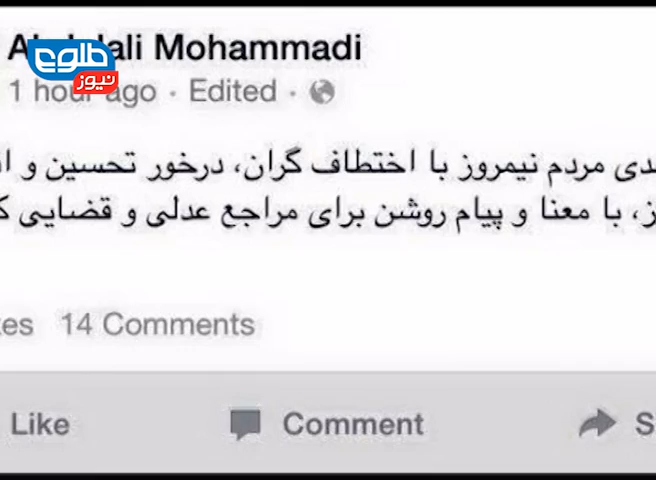 Mohammadi
طلوع
نیوز
1 hour ago · Edited ·
مردم نیمروز با اختطاف گران، درخور تحسین و
با معنا و پیام روشن برای مراجع عدلی و قضایی
14 Comments
Like
Comment